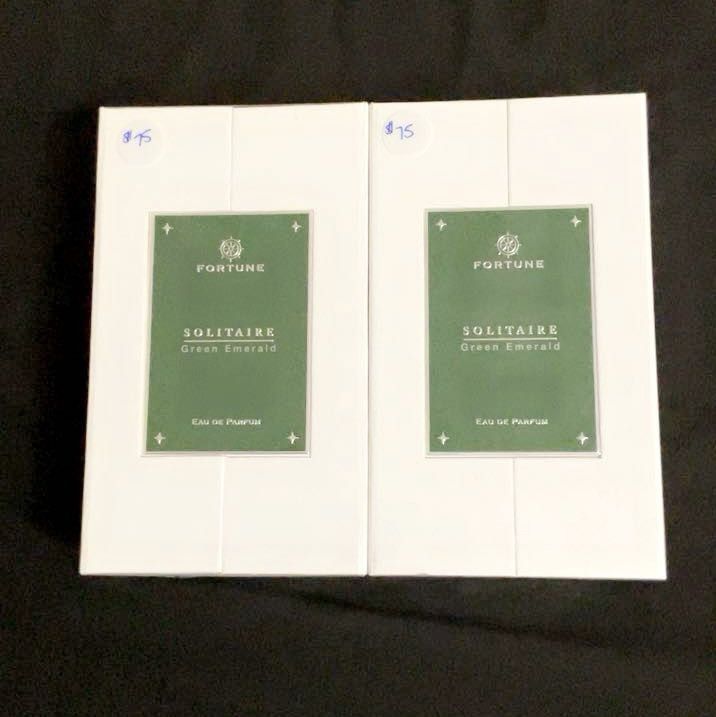 $75
FORTUNE
SOLITAIRE
Green Emerald
EAU DE PARFUM
$75
FORTUNE
SOLITAIRE
Green Emerald
EAU DE PARFUM